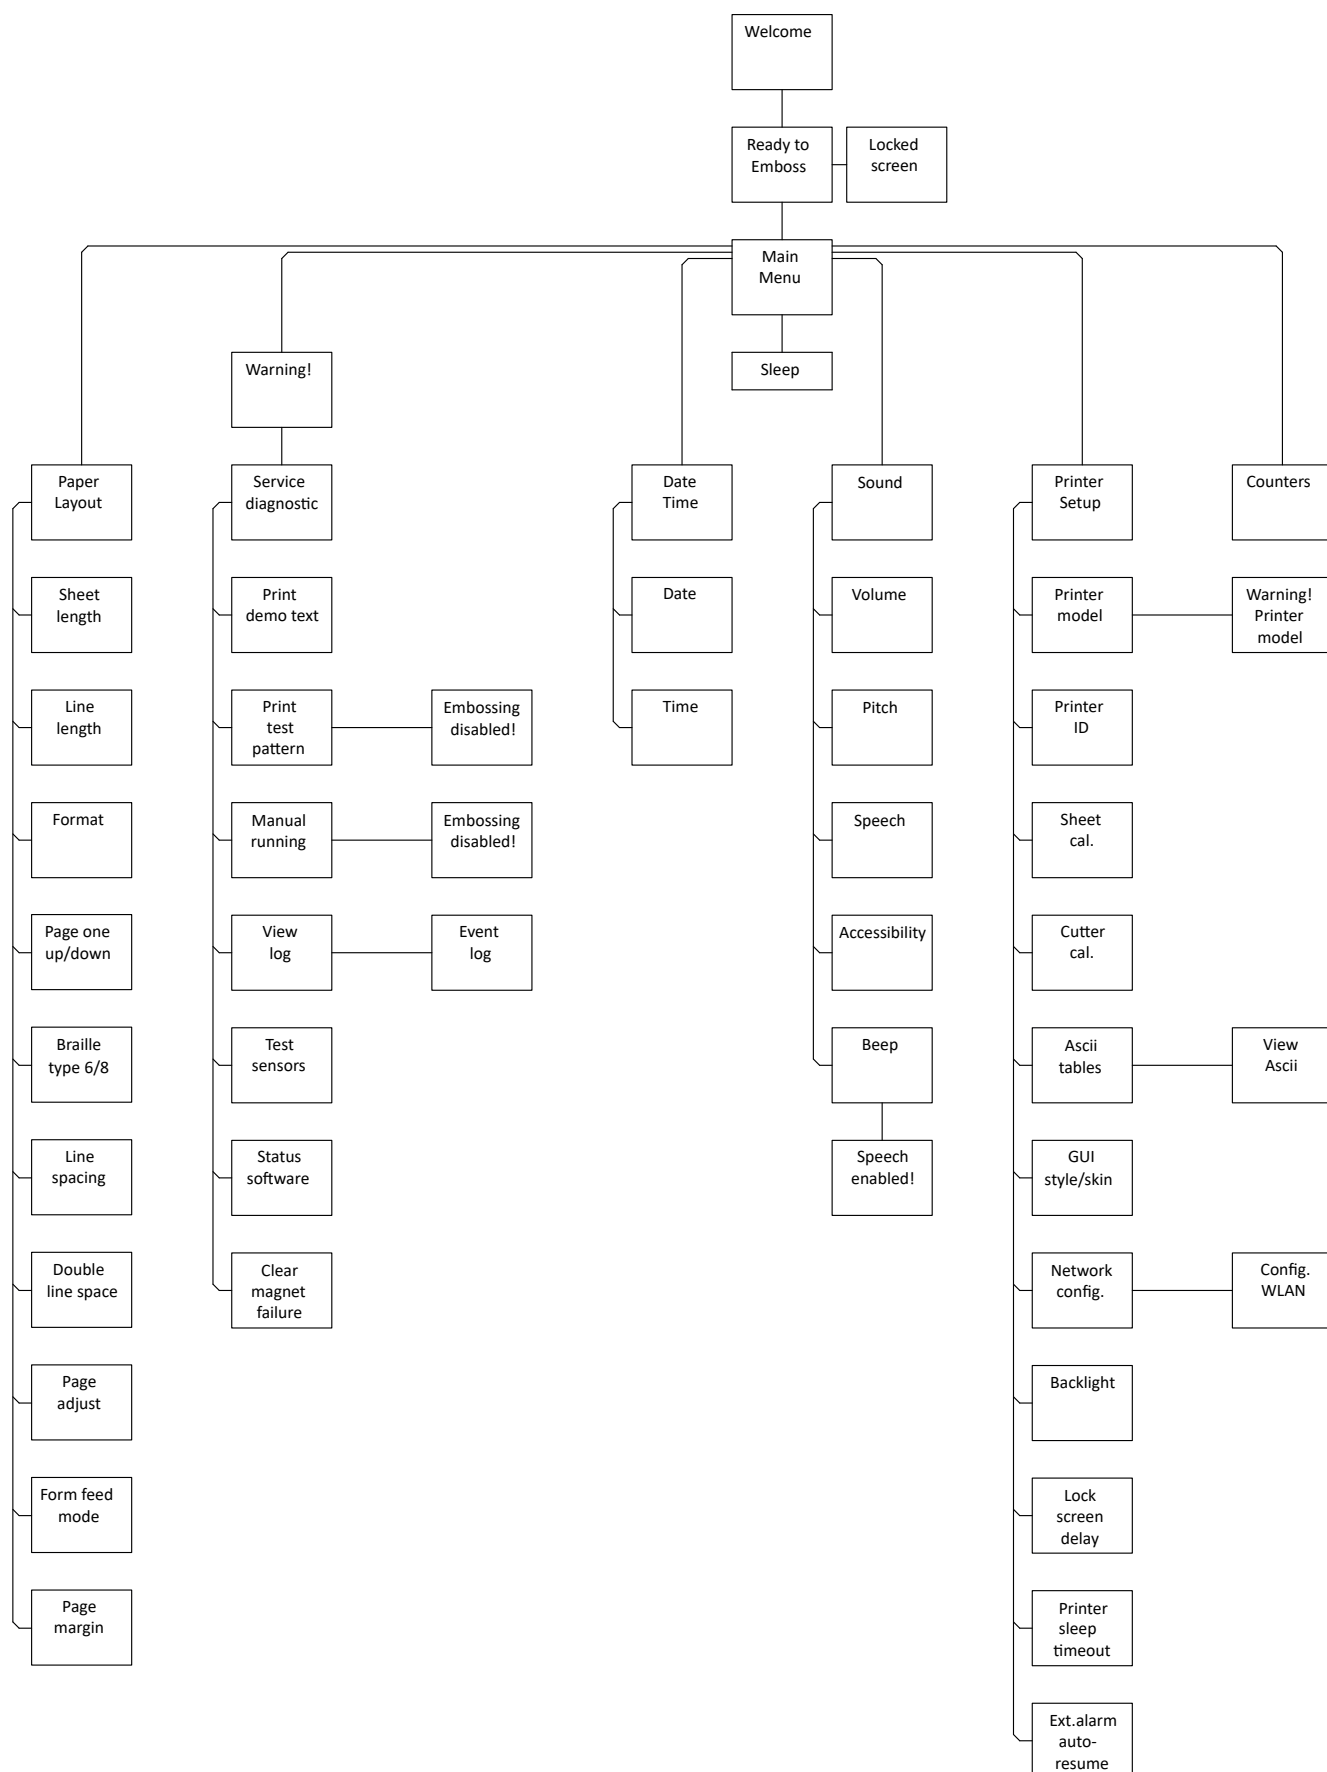 Welcome
Ready to
Emboss
Locked
screen
Main
Menu
Sleep
Warning!
Paper
Layout
Service
diagnostic
Date
Time
Sound
Printer
Setup
Counters
Sheet
length
Print
demo text
Date
Volume
Printer
model
Warning!
Printer
model
Line
length
Print
test
pattern
Embossing
disabled!
Time
Pitch
Printer
ID
Format
Manual
running
Embossing
disabled!
Speech
Sheet
cal.
Page one
up/down
View
log
Event
log
Accessibility
Cutter
cal.
Braille
type 6/8
Test
sensors
Beep
Ascii
tables
View
Ascii
Line
spacing
Status
software
Speech
enabled!
GUI
style/skin
Double
line space
Clear
magnet
failure
Network
config.
Config.
WLAN
Page
adjust
Backlight
Form feed
mode
Lock
screen
delay
Page
margin
Printer
sleep
timeout
Ext.alarm
auto-
resume